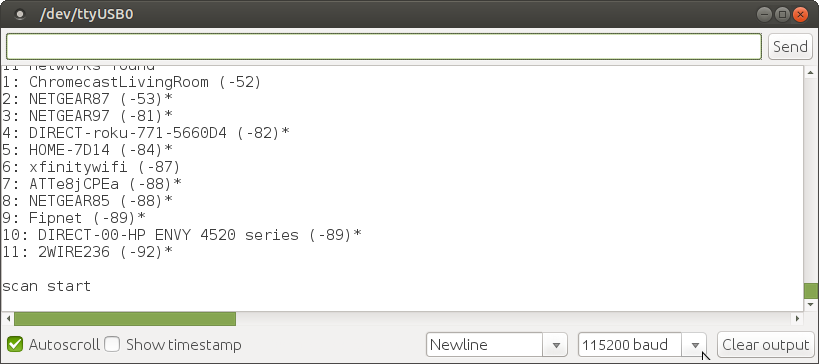 /dev/ttyUSB0
Send
11 networks found
1: ChromecastLivingRoom (-52)
2: NETGEAR87 (-53)*
3: NETGEAR97 (-81)*
4: DIRECT-roku-771-5660D4 (-82)*
5: HOME-7D14 (-84)*
6: xfinitywifi (-87)
7: ATTe8jCPEa (-88)*
8: NETGEAR85 (-88)*
9: Fipnet (-89)*
10: DIRECT-00-HP ENVY 4520 series (-89)*
11: 2WIRE236 (-92)*
scan start
Autoscroll Show timestamp Newline 115200 baud Clear output